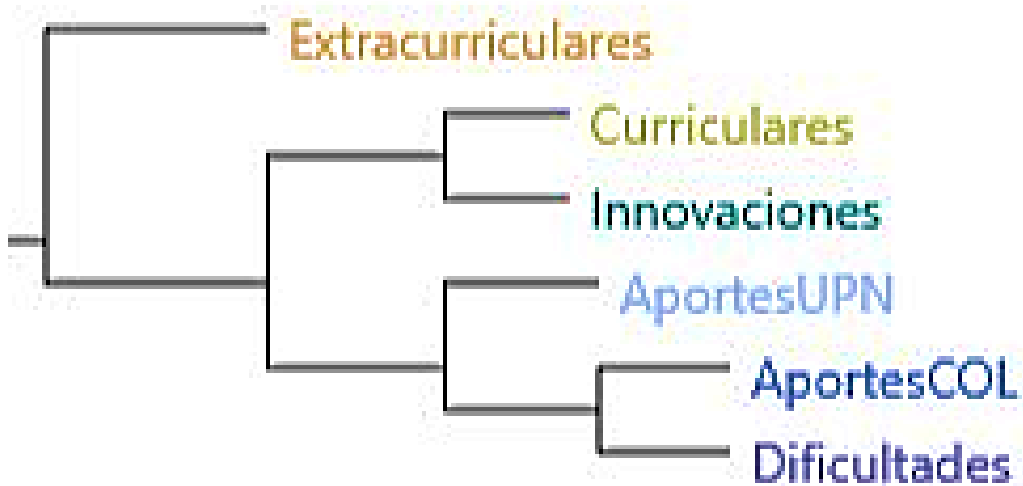 Extracurriculares
Curriculares
Innovaciones
AportesUPN
AportesCOL
Dificultades